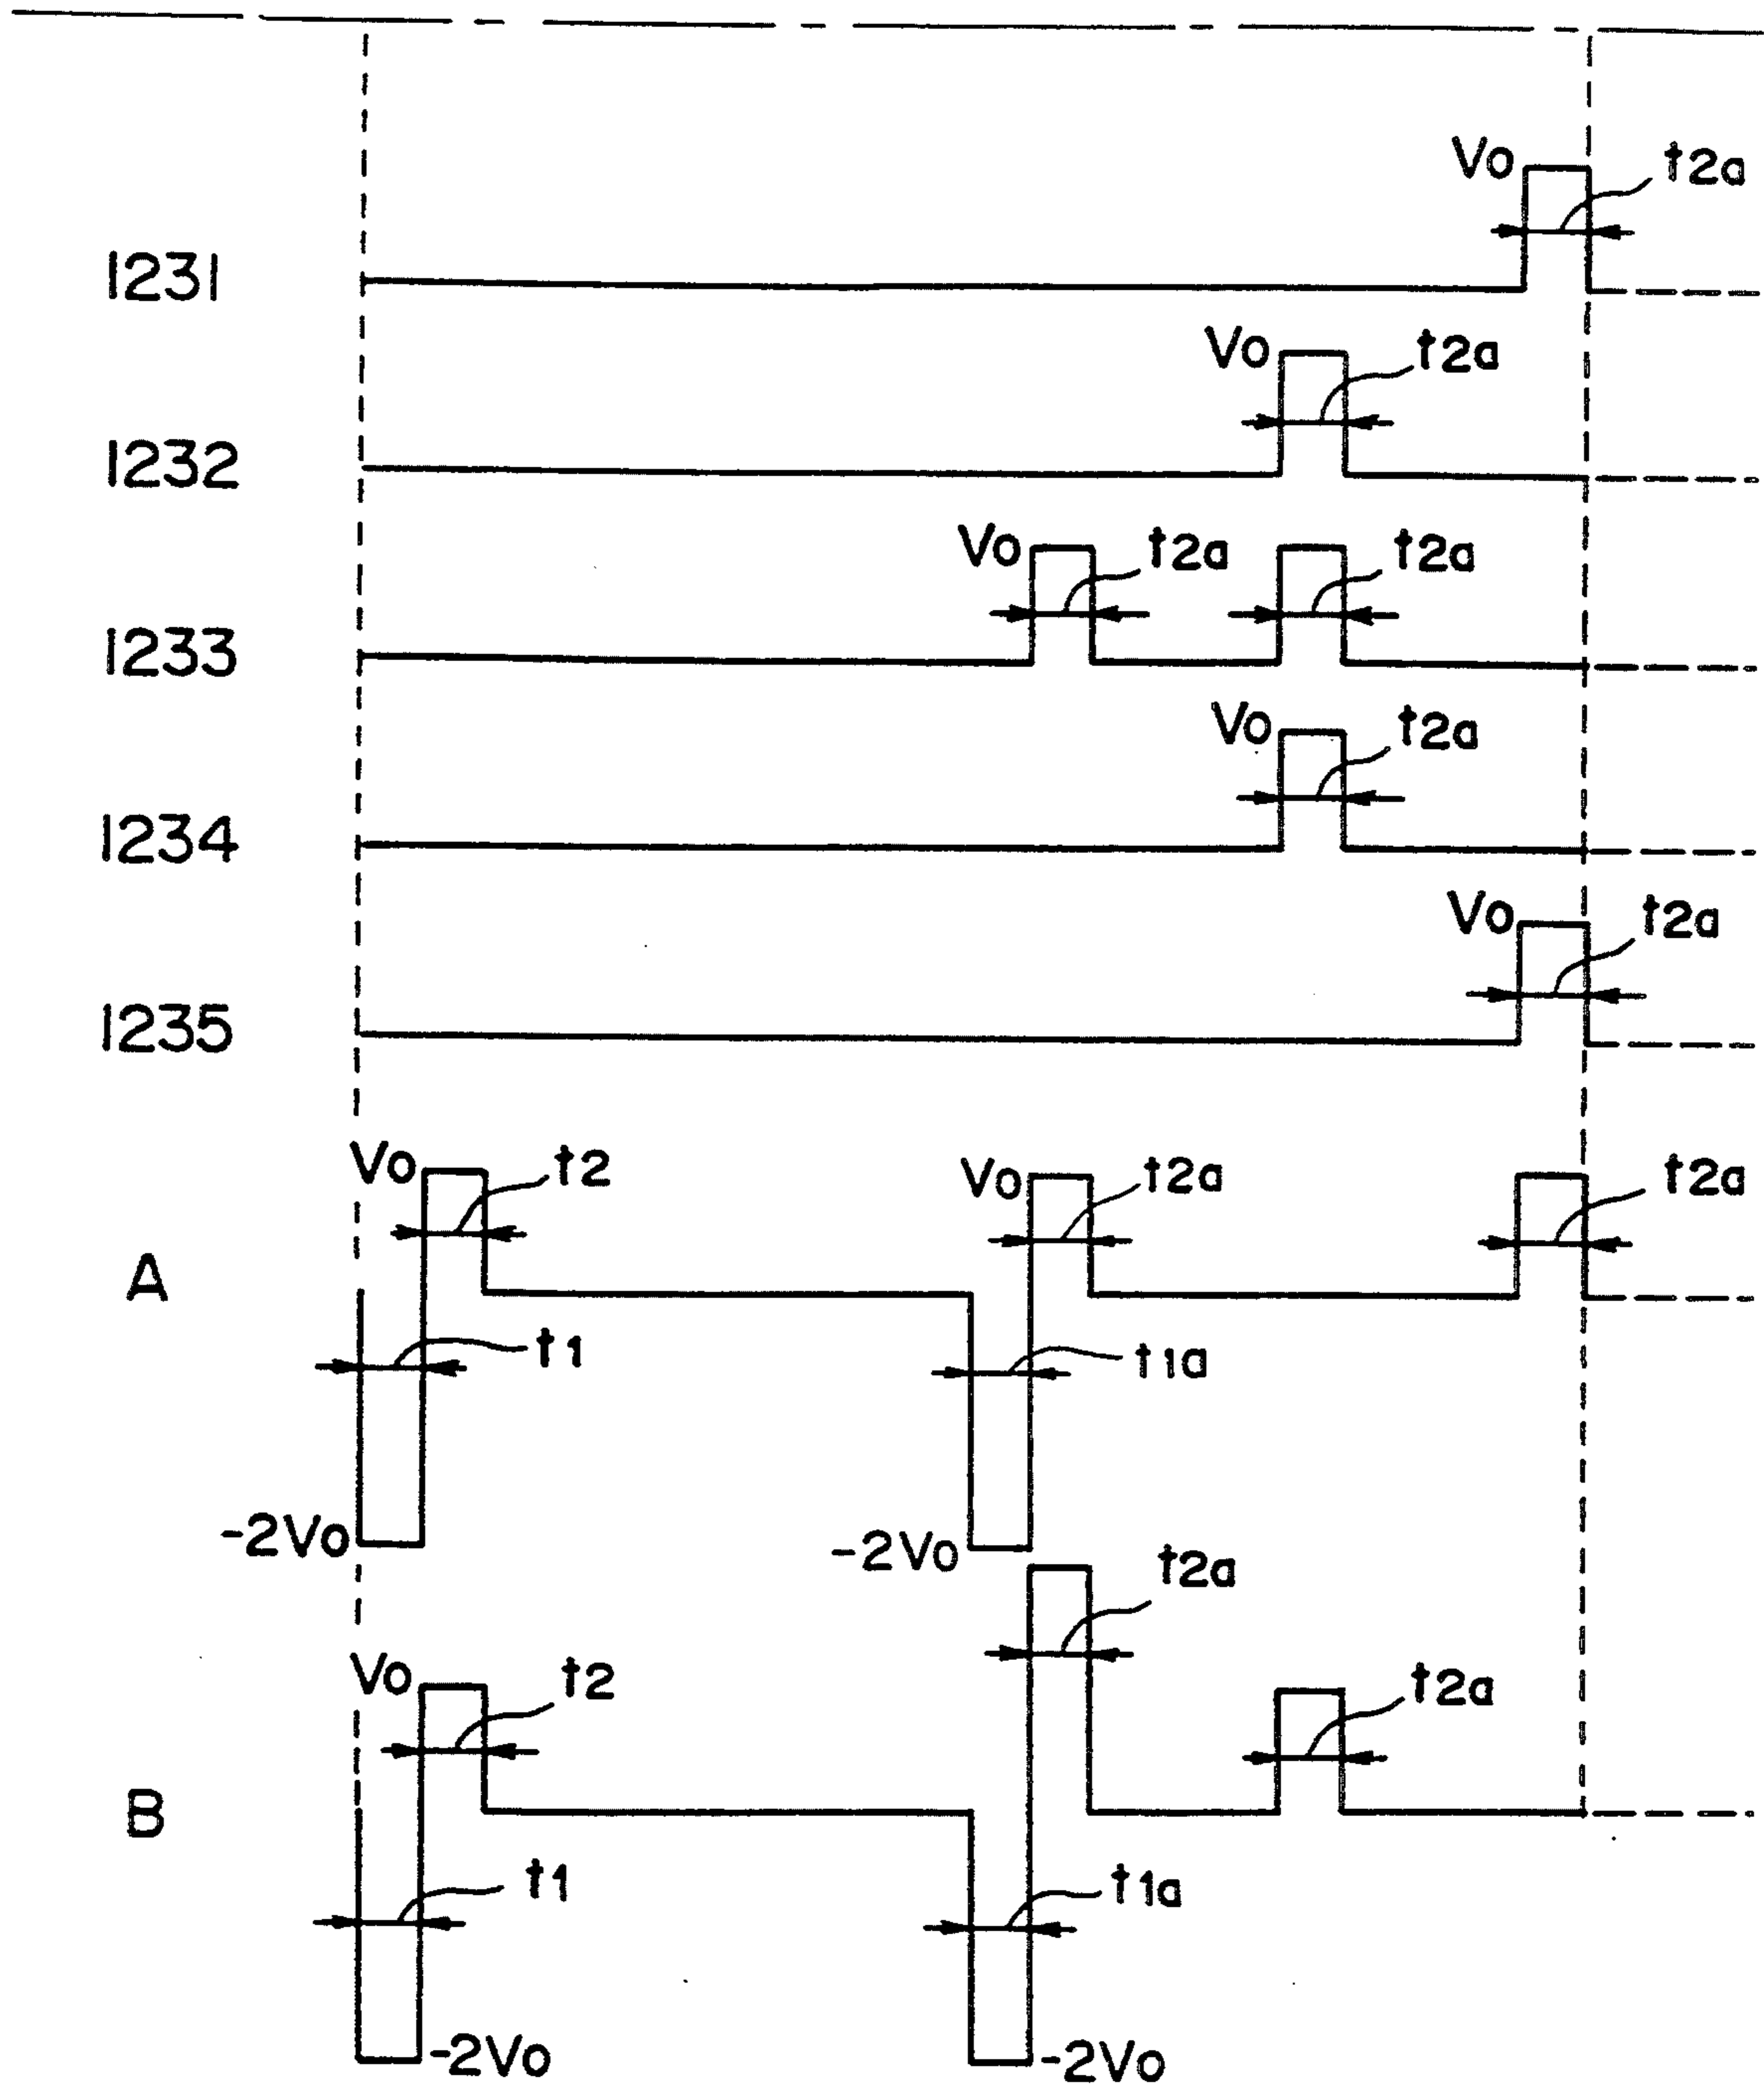 Vo t2a
1231
Vo t2a
1232
Vo t2a t2a
1233
Vo t2a
1234
Vo t2a
1235
Vo t2 Vo t2a t2a
A
t1 t1a
-2Vo -2Vo
t2a
Vo t2 t2a
B
t1 t1a
-2Vo -2Vo